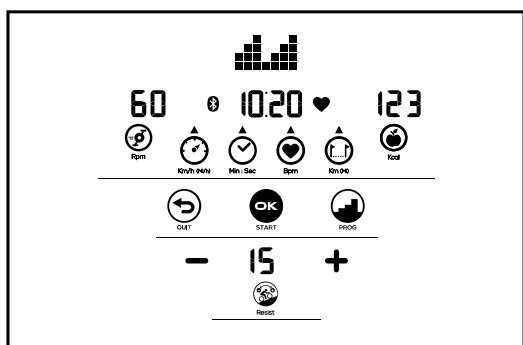 60 10:20 123
Rpm Km/h (Mi/h) Min : Sec Bpm Km (Mi) Kcal
OK
QUIT START PROG
− 15 +
Resist